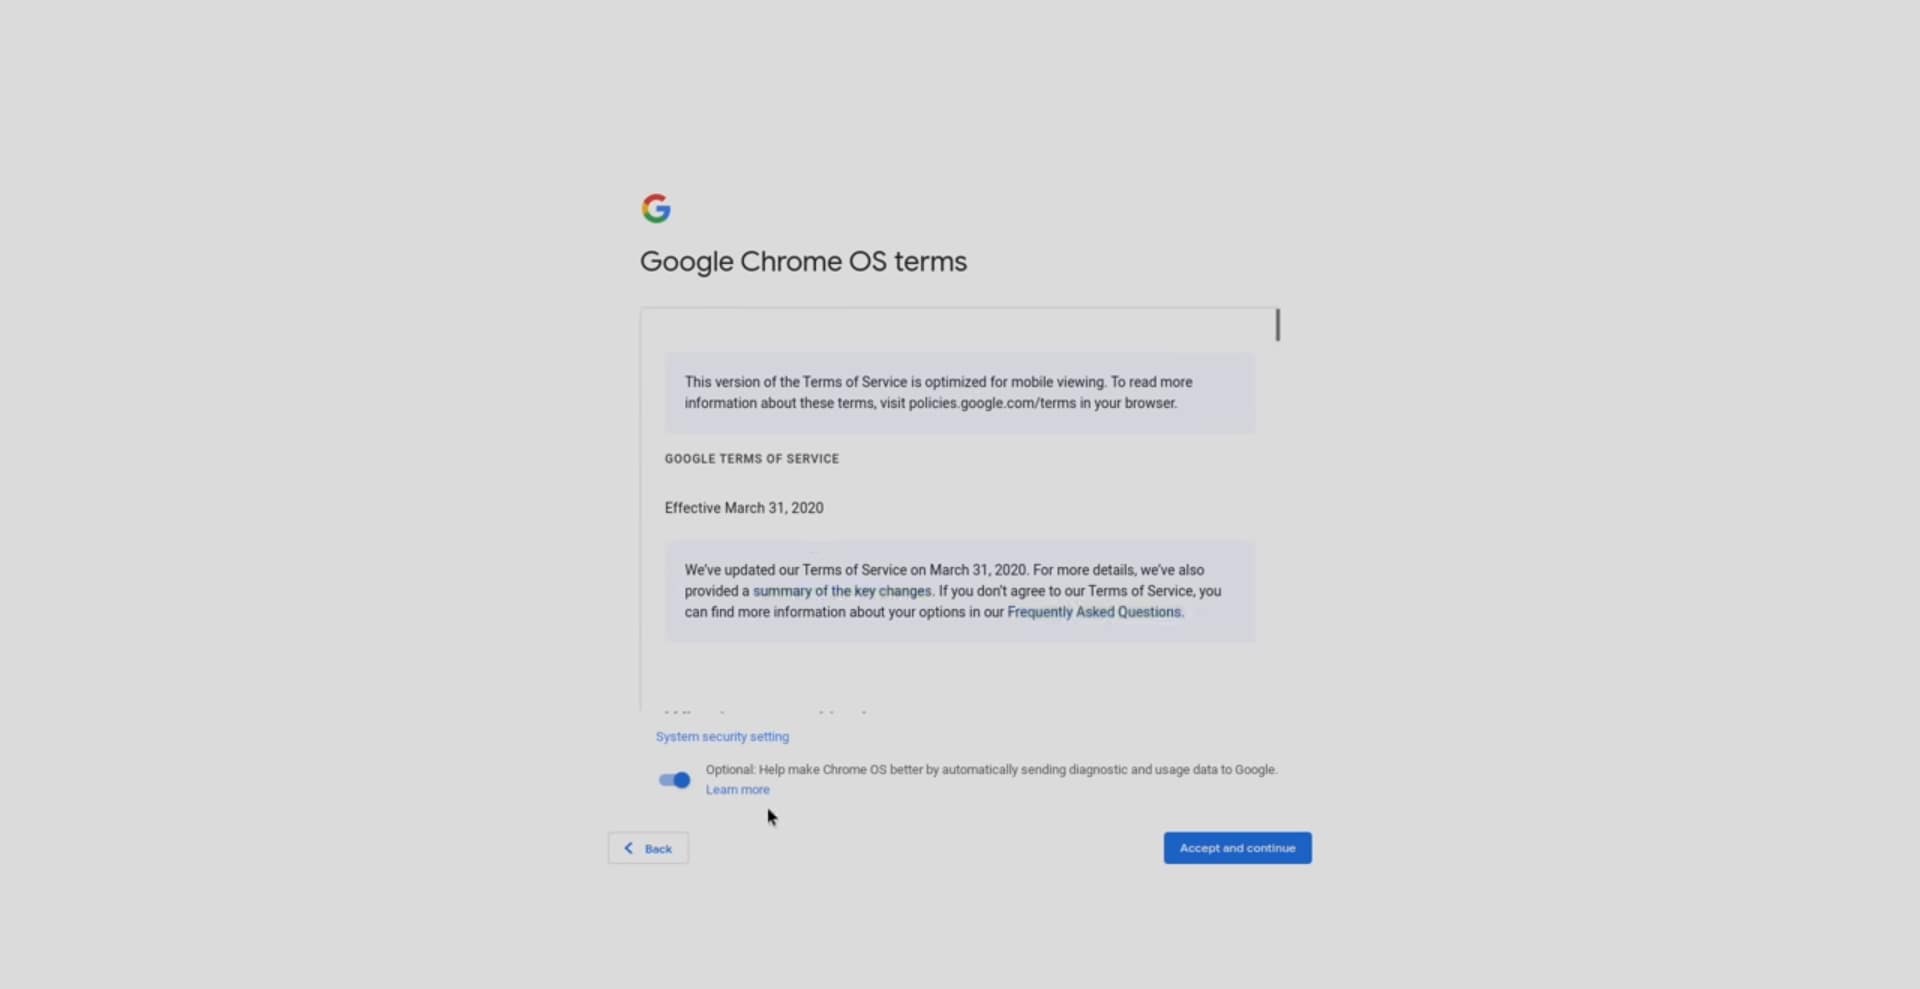 Google Chrome OS terms
This version of the Terms of Service is optimized for mobile viewing. To read more
information about these terms, visit policies.google.com/terms in your browser.
GOOGLE TERMS OF SERVICE
Effective March 31, 2020
We've updated our Terms of Service on March 31, 2020. For more details, we've also
provided a summary of the key changes. If you don't agree to our Terms of Service, you
can find more information about your options in our Frequently Asked Questions.
System security setting
Optional: Help make Chrome OS better by automatically sending diagnostic and usage data to Google.
Learn more
Back
Accept and continue